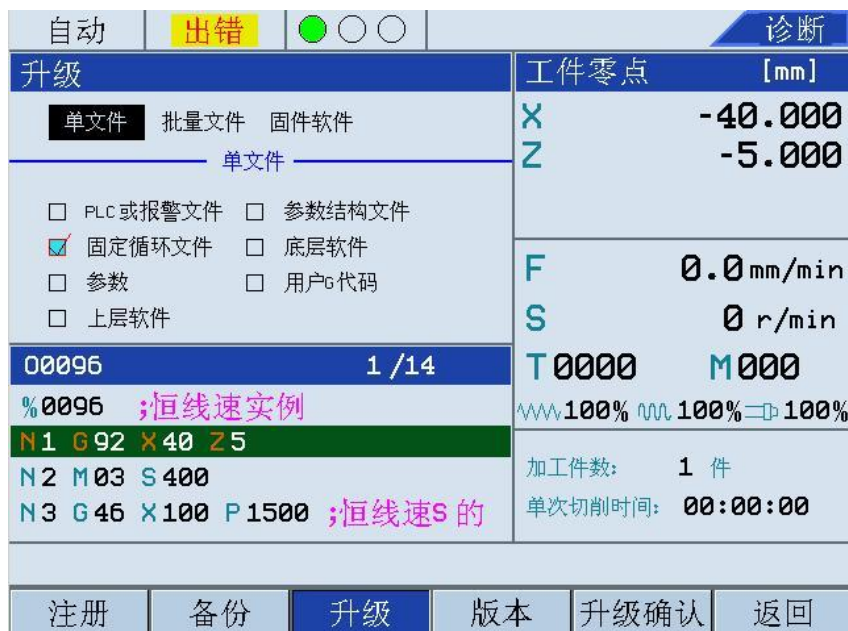 自动 出错 诊断
升级
单文件 批量文件 固件软件
单文件
PLC或报警文件 参数结构文件
固定循环文件 底层软件
参数 用户G代码
上层软件
O0096 1/14
%0096 ;恒线速实例
N1 G92 X40 Z5
N2 M03 S400
N3 G46 X100 P1500 ;恒线速S的
工件零点 [mm]
X -40.000
Z -5.000
F 0.0mm/min
S 0 r/min
T0000 M000
100% 100% 100%
加工件数: 1 件
单次切削时间: 00:00:00
注册 备份 升级 版本 升级确认 返回